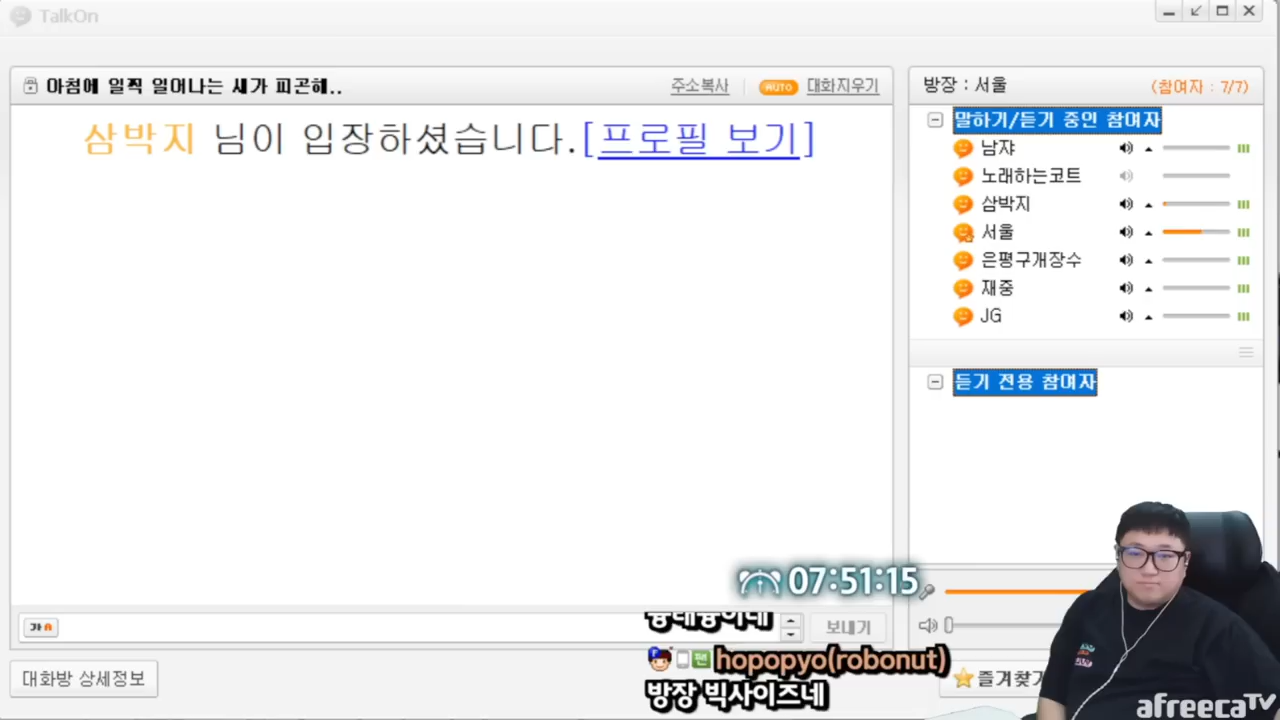 TalkOn
아침에 일찍 일어나는 새가 피곤해..
주소복사
AUTO 대화지우기
삼박지 님이 입장하셨습니다.[프로필 보기]
방장 : 서울
(참여자 : 7/7)
말하기/듣기 중인 참여자
남쟈
노래하는코트
삼박지
서울
은평구개장수
재중
JG
듣기 전용 참여자
07:51:15
가
보내기
팬 hopopyo(robonut)
방장 빅사이즈네
대화방 상세정보
즐겨찾기
afreecaTV